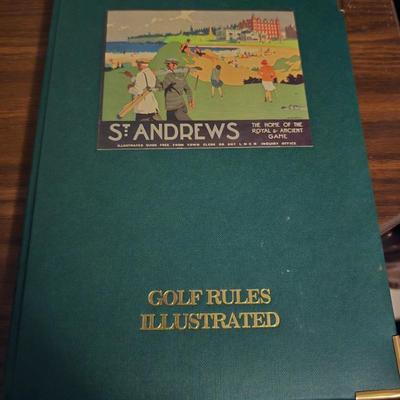 ST ANDREWS
THE HOME OF THE
ROYAL & ANCIENT
GAME
ILLUSTRATED GUIDE FREE FROM TOWN CLERK OR ANY L·N·E·R INQUIRY OFFICE
GOLF RULES
ILLUSTRATED